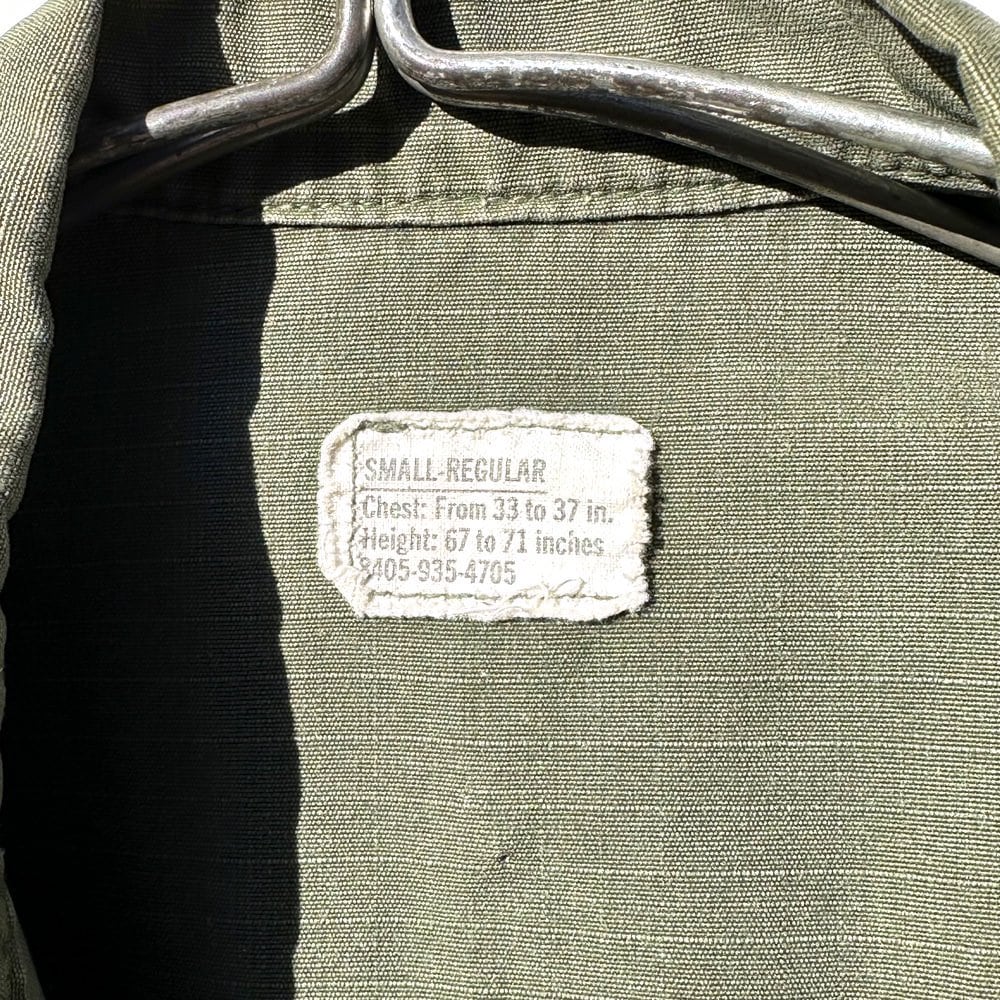 SMALL-REGULAR
Chest: From 33 to 37 in.
Height: 67 to 71 inches
8405-935-4705